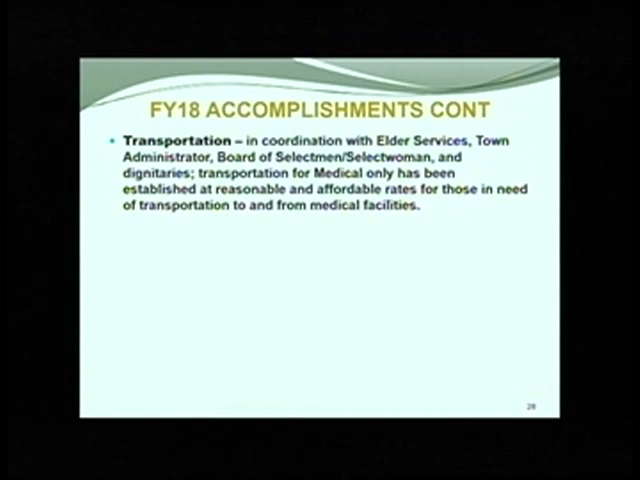 FY18 ACCOMPLISHMENTS CONT
• Transportation – in coordination with Elder Services, Town
Administrator, Board of Selectmen/Selectwoman, and
dignitaries; transportation for Medical only has been
established at reasonable and affordable rates for those in need
of transportation to and from medical facilities.
28